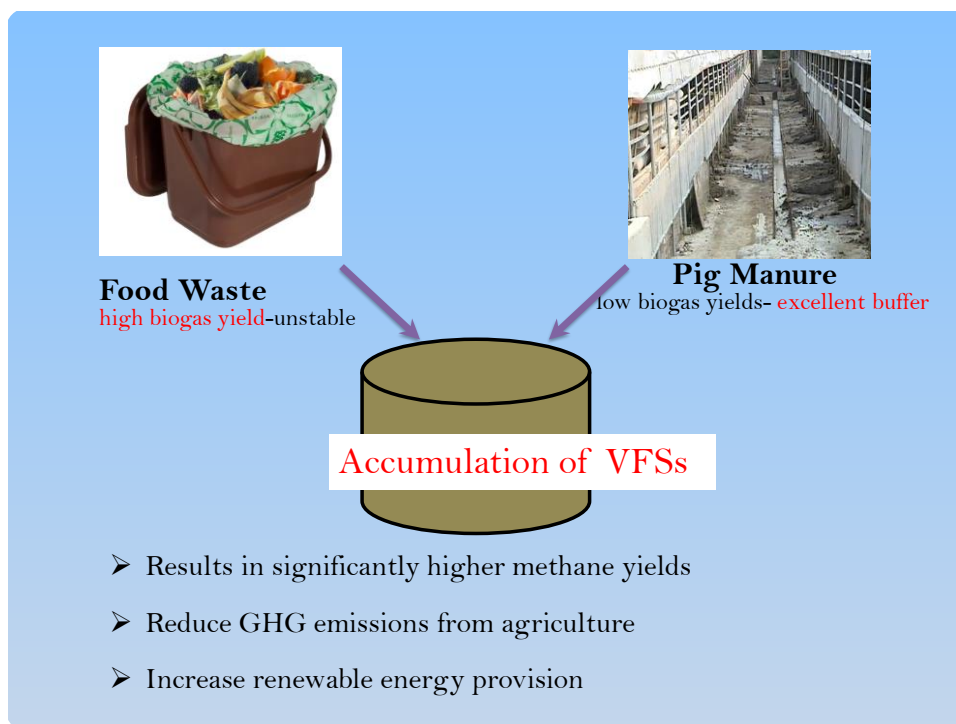 Food Waste
high biogas yield-unstable
Pig Manure
low biogas yields- excellent buffer
Accumulation of VFSs
➢ Results in significantly higher methane yields
➢ Reduce GHG emissions from agriculture
➢ Increase renewable energy provision